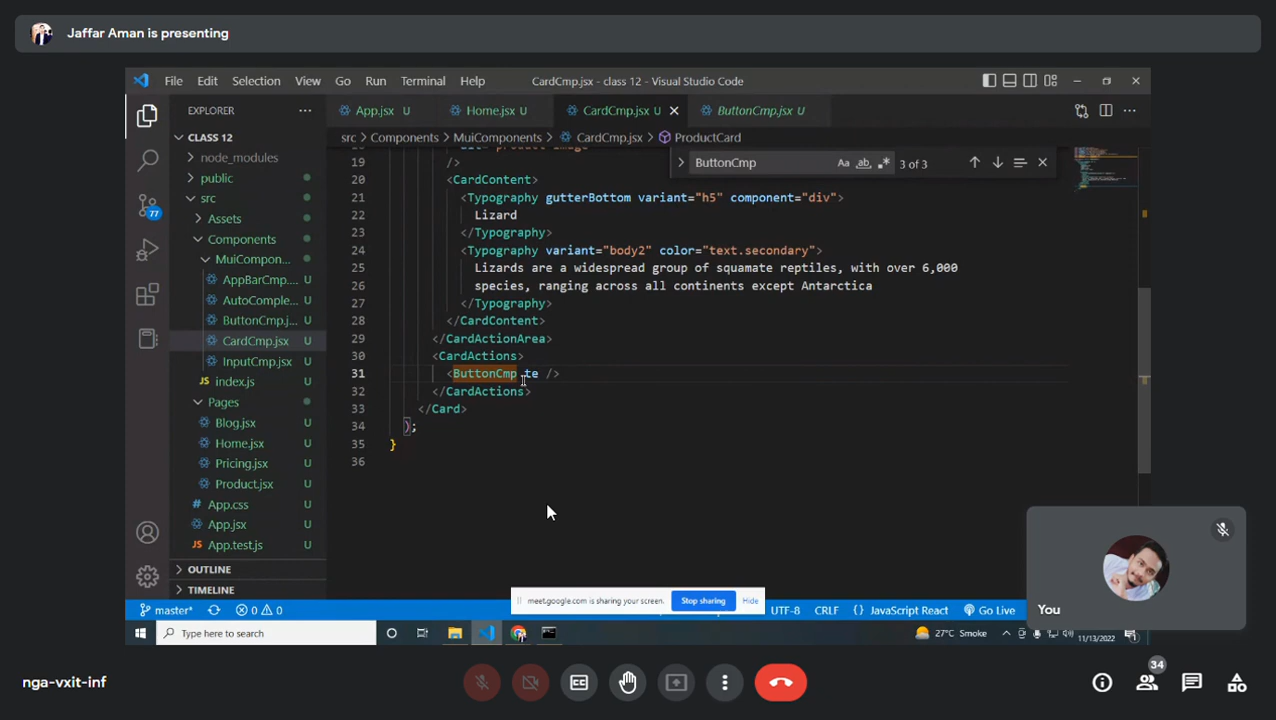 Jaffar Aman is presenting
File Edit Selection View Go Run Terminal Help
CardCmp.jsx - class 12 - Visual Studio Code
EXPLORER
App.jsx U
Home.jsx U
CardCmp.jsx U
ButtonCmp.jsx U
CLASS 12
src > Components > MuiComponents > CardCmp.jsx > ProductCard
node_modules
public
src
Assets
Components
MuiCompon...
AppBarCmp.... U
AutoComple... U
ButtonCmp.j... U
CardCmp.jsx U
InputCmp.jsx U
index.js U
Pages
Blog.jsx U
Home.jsx U
Pricing.jsx U
Product.jsx U
App.css U
App.jsx U
App.test.js U
OUTLINE
TIMELINE
77
ButtonCmp Aa ab 3 of 3
19 />
20 <CardContent>
21 <Typography gutterBottom variant="h5" component="div">
22 Lizard
23 </Typography>
24 <Typography variant="body2" color="text.secondary">
25 Lizards are a widespread group of squamate reptiles, with over 6,000
26 species, ranging across all continents except Antarctica
27 </Typography>
28 </CardContent>
29 </CardActionArea>
30 <CardActions>
31 <ButtonCmp te />
32 </CardActions>
33 </Card>
34 );
35 }
36
You
meet.google.com is sharing your screen. Stop sharing Hide
master* 0 0 UTF-8 CRLF {} JavaScript React Go Live
Type here to search
27°C Smoke
11/13/2022
nga-vxit-inf
34